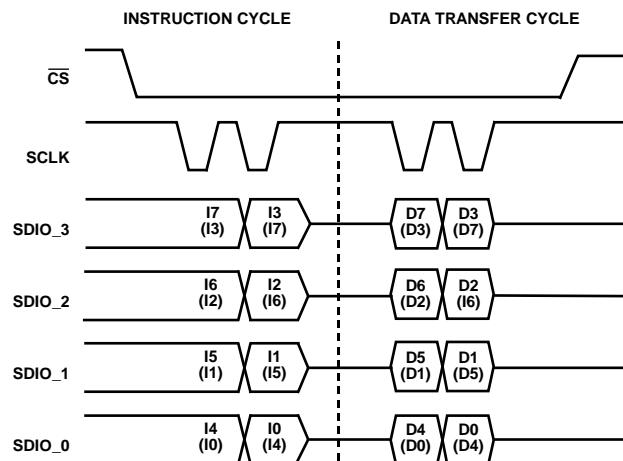 INSTRUCTION CYCLE DATA TRANSFER CYCLE
CS
SCLK
SDIO_3 I7 I3 D7 D3
(I3) (I7) (D3) (D7)
SDIO_2 I6 I2 D6 D2
(I2) (I6) (D2) (I6)
SDIO_1 I5 I1 D5 D1
(I1) (I5) (D1) (D5)
SDIO_0 I4 I0 D4 D0
(I0) (I4) (D0) (D4)